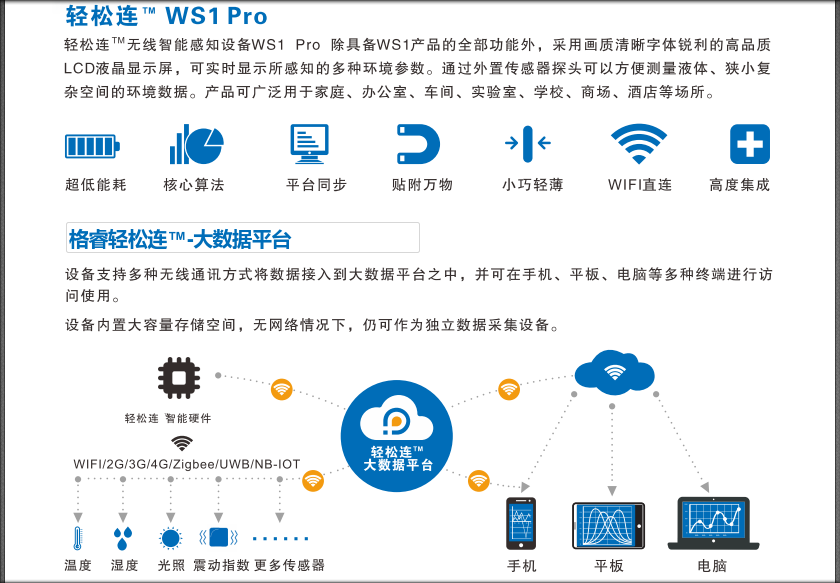 轻松连™ WS1 Pro
轻松连™无线智能感知设备WS1 Pro 除具备WS1产品的全部功能外，采用画质清晰字体锐利的高品质
LCD液晶显示屏，可实时显示所感知的多种环境参数。通过外置传感器探头可以方便测量液体、狭小复
杂空间的环境数据。产品可广泛用于家庭、办公室、车间、实验室、学校、商场、酒店等场所。
超低能耗 核心算法 平台同步 贴附万物 小巧轻薄 WIFI直连 高度集成
格睿轻松连™-大数据平台
设备支持多种无线通讯方式将数据接入到大数据平台之中，并可在手机、平板、电脑等多种终端进行访
问使用。
设备内置大容量存储空间，无网络情况下，仍可作为独立数据采集设备。
轻松连 智能硬件
轻松连™
大数据平台
WIFI/2G/3G/4G/Zigbee/UWB/NB-IOT
温度 湿度 光照 震动指数 更多传感器 手机 平板 电脑